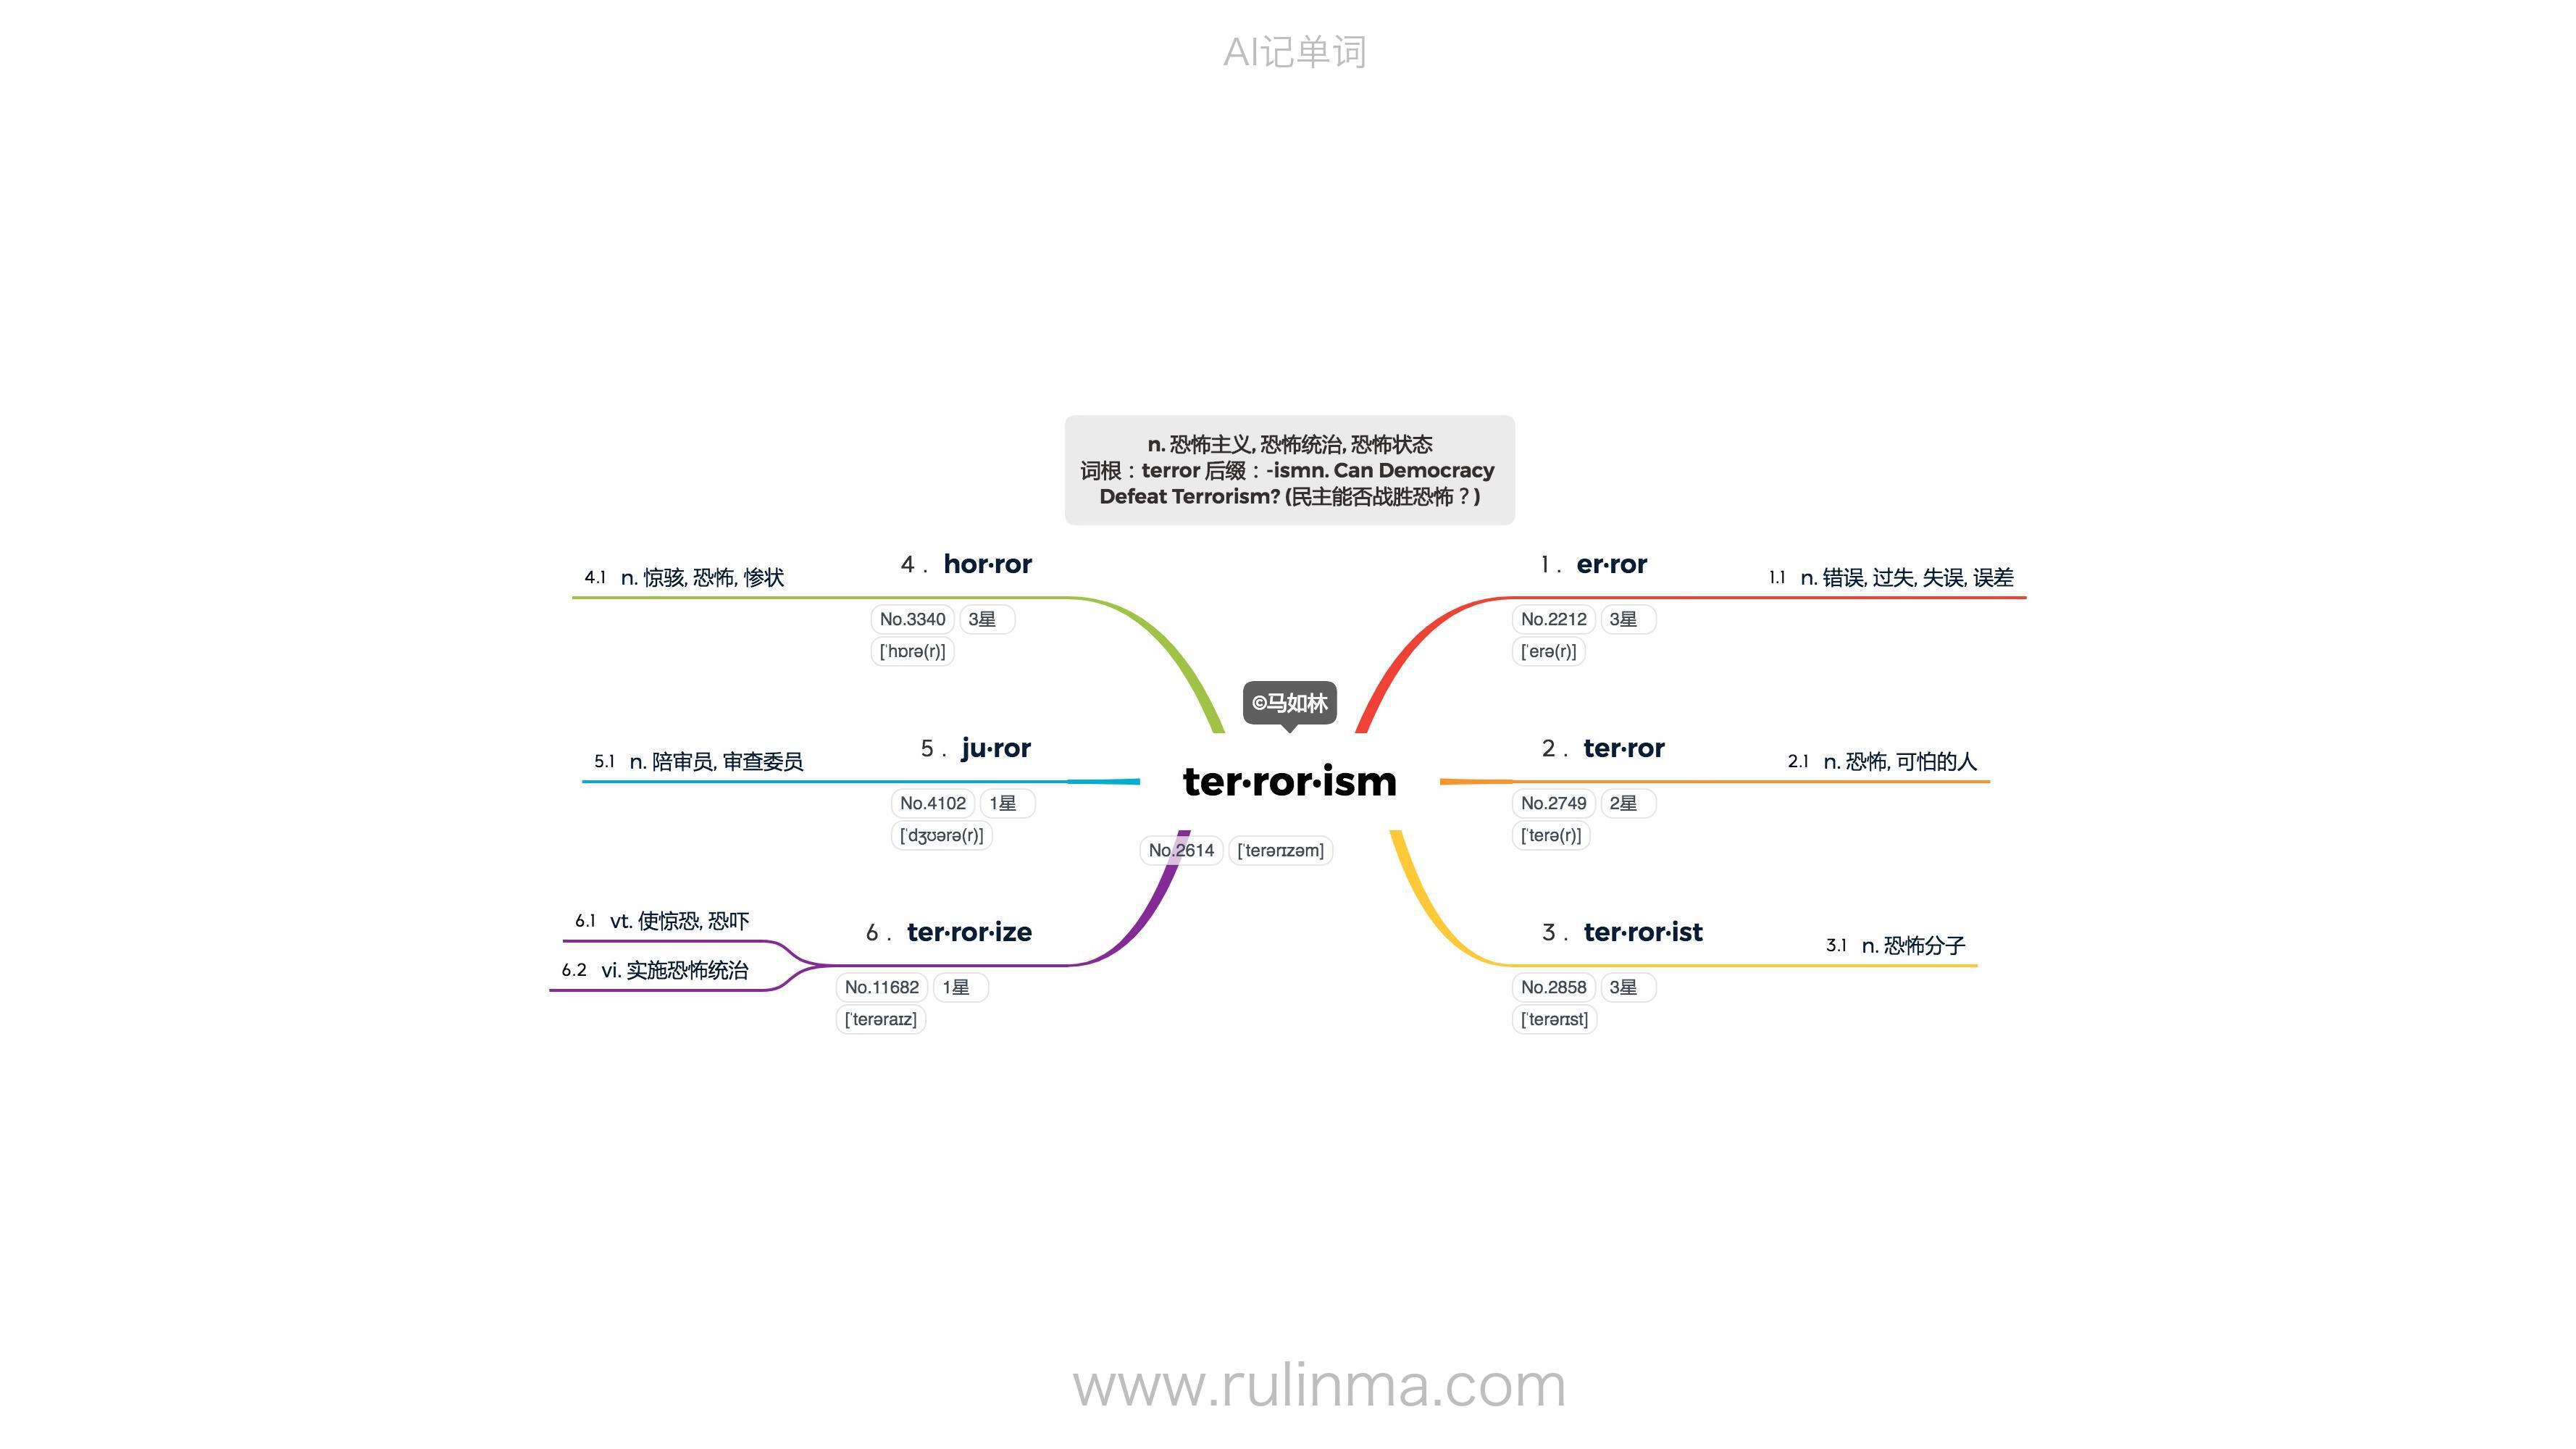 AI记单词
n. 恐怖主义, 恐怖统治, 恐怖状态
词根：terror 后缀：-ismn. Can Democracy
Defeat Terrorism? (民主能否战胜恐怖？)
©马如林
ter·ror·ism
No.2614 [ˈterərɪzəm]
1 . er·ror
No.2212 3星
[ˈerə(r)]
1.1 n. 错误, 过失, 失误, 误差
2 . ter·ror
No.2749 2星
[ˈterə(r)]
2.1 n. 恐怖, 可怕的人
3 . ter·ror·ist
No.2858 3星
[ˈterərɪst]
3.1 n. 恐怖分子
4 . hor·ror
No.3340 3星
[ˈhɒrə(r)]
4.1 n. 惊骇, 恐怖, 惨状
5 . ju·ror
No.4102 1星
[ˈdʒʊərə(r)]
5.1 n. 陪审员, 审查委员
6 . ter·ror·ize
No.11682 1星
[ˈterəraɪz]
6.1 vt. 使惊恐, 恐吓
6.2 vi. 实施恐怖统治
www.rulinma.com